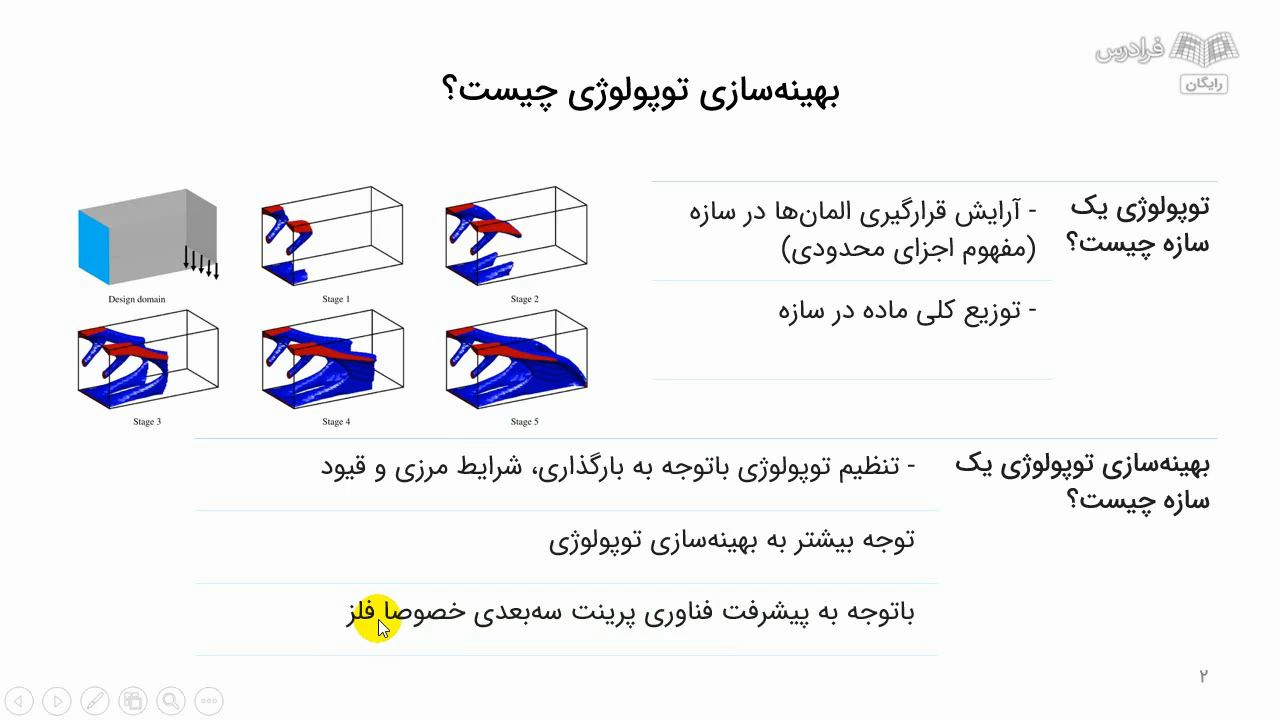 فرادرس
رایگان
بهینه‌سازی توپولوژی چیست؟
توپولوژی یک
سازه چیست؟
- آرایش قرارگیری المان‌ها در سازه
(مفهوم اجزای محدودی)
- توزیع کلی ماده در سازه
Design domain
Stage 1
Stage 2
Stage 3
Stage 4
Stage 5
بهینه‌سازی توپولوژی یک
سازه چیست؟
- تنظیم توپولوژی باتوجه به بارگذاری، شرایط مرزی و قیود
توجه بیشتر به بهینه‌سازی توپولوژی
باتوجه به پیشرفت فناوری پرینت سه‌بعدی خصوصا فلز
۲